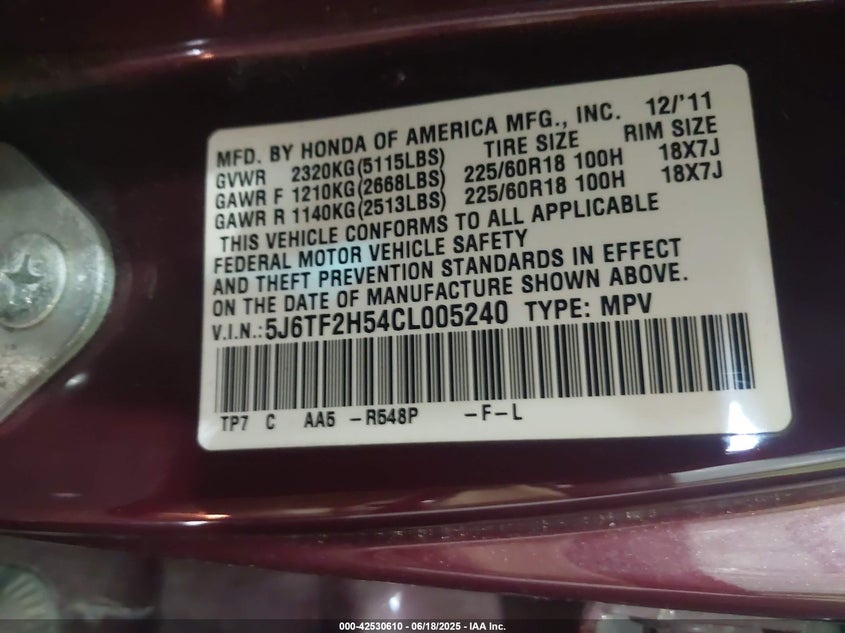 MFD. BY HONDA OF AMERICA MFG., INC. 12/'11
GVWR 2320KG(5115LBS) TIRE SIZE RIM SIZE
GAWR F 1210KG(2668LBS) 225/60R18 100H 18X7J
GAWR R 1140KG(2513LBS) 225/60R18 100H 18X7J
THIS VEHICLE CONFORMS TO ALL APPLICABLE
FEDERAL MOTOR VEHICLE SAFETY
AND THEFT PREVENTION STANDARDS IN EFFECT
ON THE DATE OF MANUFACTURE SHOWN ABOVE.
V.I.N.:5J6TF2H54CL005240 TYPE: MPV
TP7 C AA5 -R548P -F-L
000-42530610 - 06/18/2025 - IAA Inc.